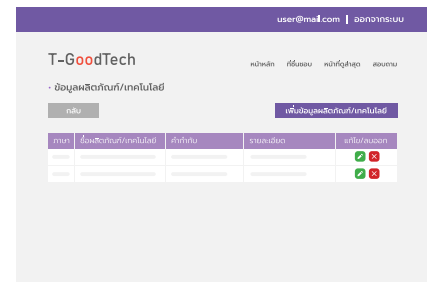 user@mail.com | ออกจากระบบ
T-GoodTech
หน้าหลัก ที่ชื่นชอบ หน้าที่ดูล่าสุด สอบถาม
· ข้อมูลผลิตภัณฑ์/เทคโนโลยี
กลับ
เพิ่มข้อมูลผลิตภัณฑ์/เทคโนโลยี
ภาษา ชื่อผลิตภัณฑ์/เทคโนโลยี คำกำกับ รายละเอียด แก้ไข/ลบออก